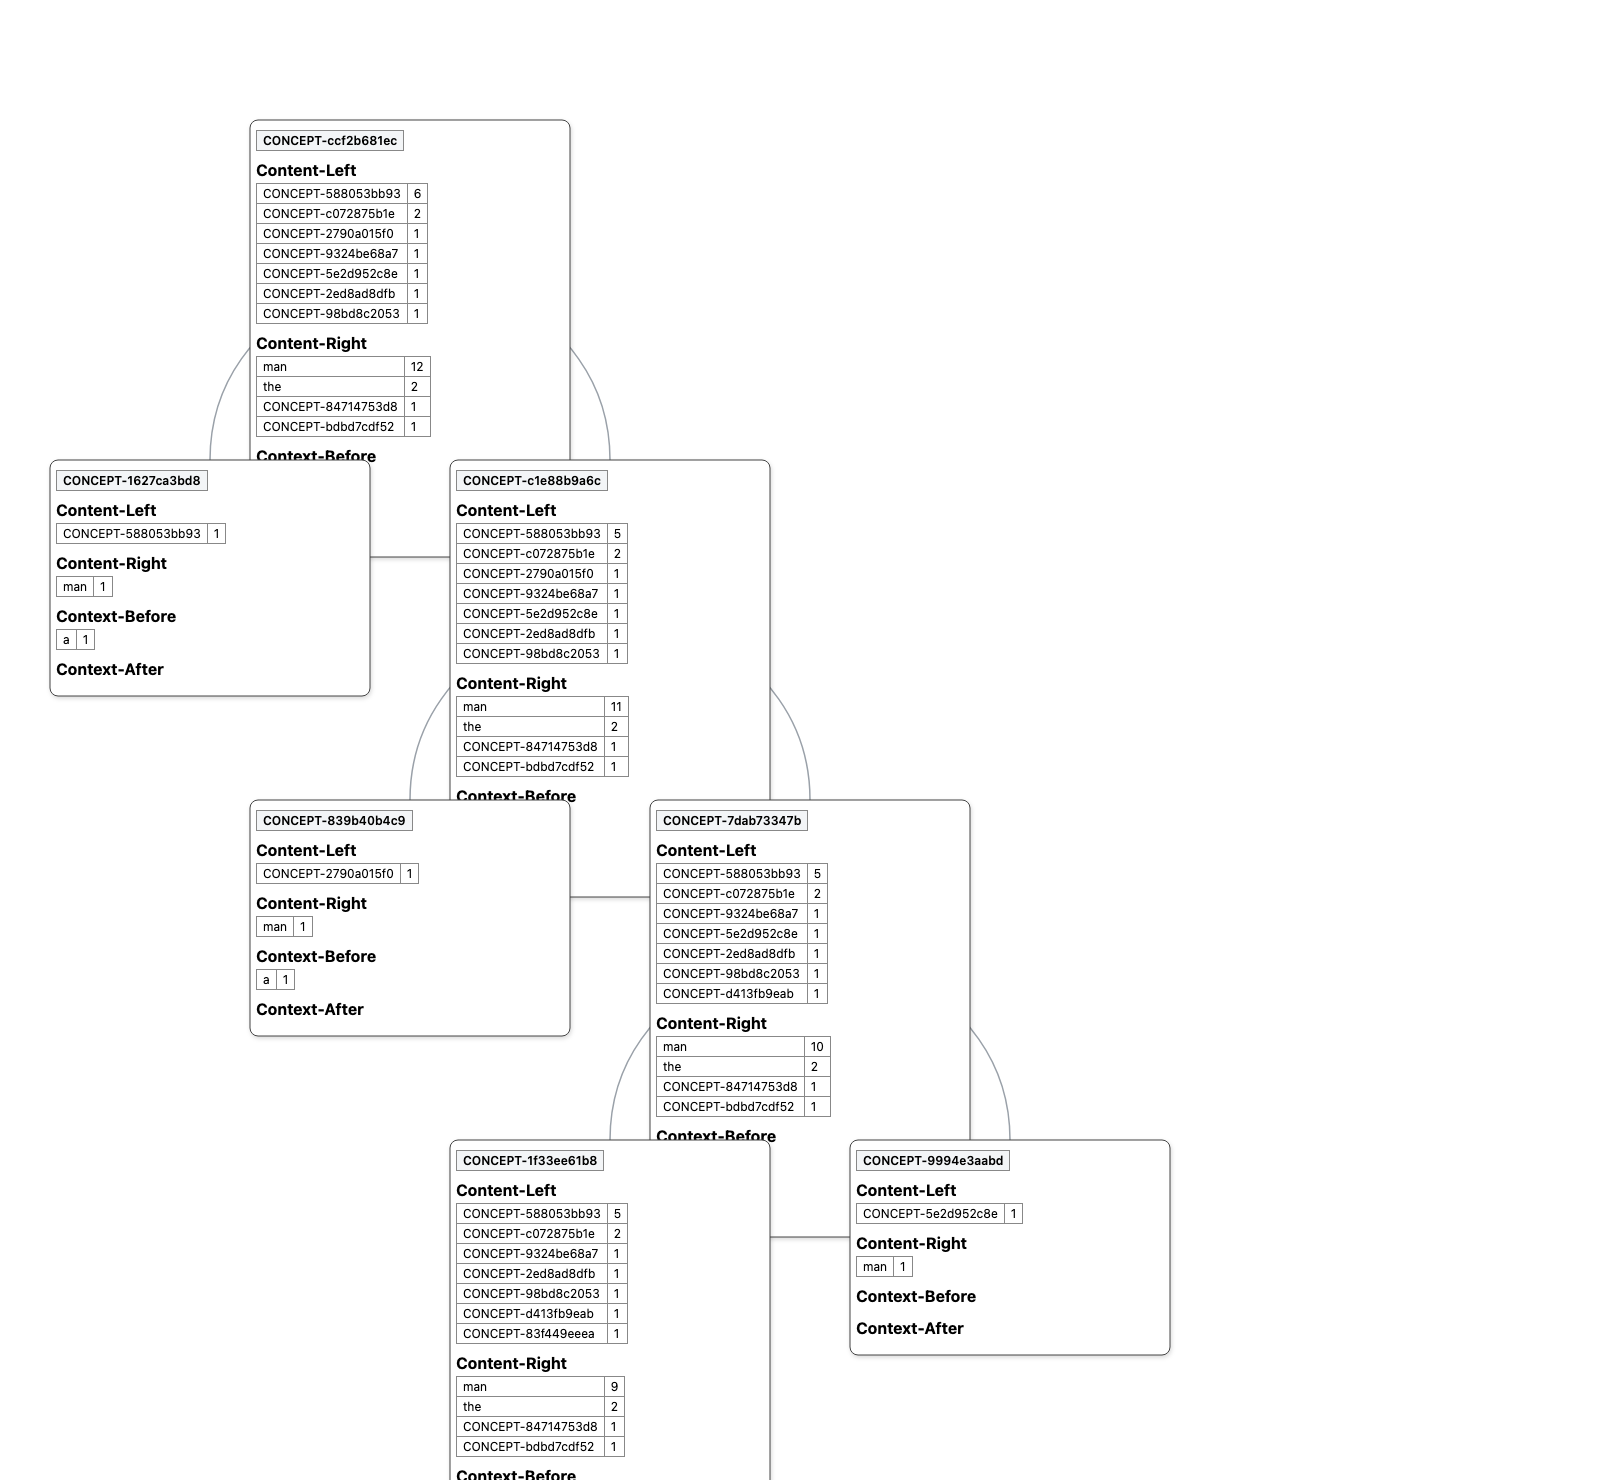 CONCEPT-ccf2b681ec
Content-Left
CONCEPT-588053bb93 6
CONCEPT-c072875b1e 2
CONCEPT-2790a015f0 1
CONCEPT-9324be68a7 1
CONCEPT-5e2d952c8e 1
CONCEPT-2ed8ad8dfb 1
CONCEPT-98bd8c2053 1
Content-Right
man 12
the 2
CONCEPT-84714753d8 1
CONCEPT-bdbd7cdf52 1
Context-Before
CONCEPT-1627ca3bd8
Content-Left
CONCEPT-588053bb93 1
Content-Right
man 1
Context-Before
a 1
Context-After
CONCEPT-c1e88b9a6c
Content-Left
CONCEPT-588053bb93 5
CONCEPT-c072875b1e 2
CONCEPT-2790a015f0 1
CONCEPT-9324be68a7 1
CONCEPT-5e2d952c8e 1
CONCEPT-2ed8ad8dfb 1
CONCEPT-98bd8c2053 1
Content-Right
man 11
the 2
CONCEPT-84714753d8 1
CONCEPT-bdbd7cdf52 1
Context-Before
CONCEPT-839b40b4c9
Content-Left
CONCEPT-2790a015f0 1
Content-Right
man 1
Context-Before
a 1
Context-After
CONCEPT-7dab73347b
Content-Left
CONCEPT-588053bb93 5
CONCEPT-c072875b1e 2
CONCEPT-9324be68a7 1
CONCEPT-5e2d952c8e 1
CONCEPT-2ed8ad8dfb 1
CONCEPT-98bd8c2053 1
CONCEPT-d413fb9eab 1
Content-Right
man 10
the 2
CONCEPT-84714753d8 1
CONCEPT-bdbd7cdf52 1
Context-Before
CONCEPT-1f33ee61b8
Content-Left
CONCEPT-588053bb93 5
CONCEPT-c072875b1e 2
CONCEPT-9324be68a7 1
CONCEPT-2ed8ad8dfb 1
CONCEPT-98bd8c2053 1
CONCEPT-d413fb9eab 1
CONCEPT-83f449eeea 1
Content-Right
man 9
the 2
CONCEPT-84714753d8 1
CONCEPT-bdbd7cdf52 1
Context-Before
CONCEPT-9994e3aabd
Content-Left
CONCEPT-5e2d952c8e 1
Content-Right
man 1
Context-Before
Context-After